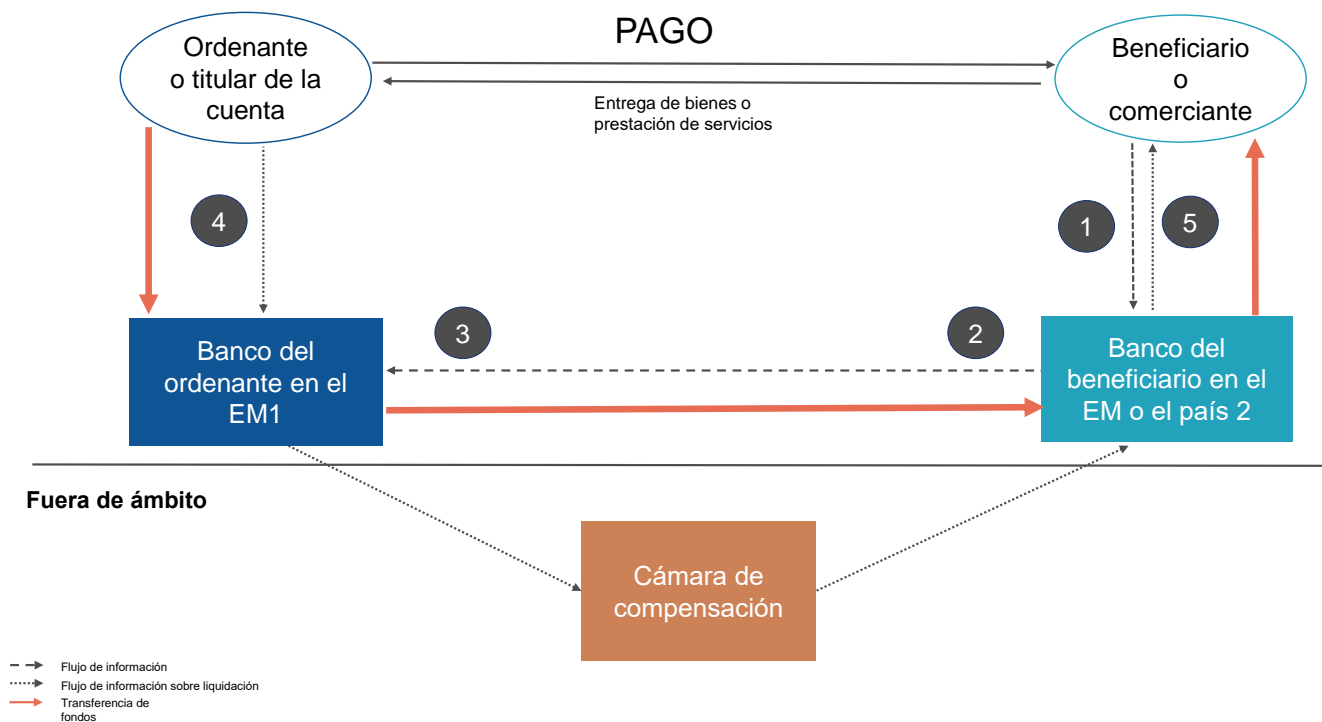 PAGO
Ordenante
o titular de la
cuenta
Beneficiario
o
comerciante
Entrega de bienes o
prestación de servicios
4
1
5
3
2
Banco del
ordenante en el
EM1
Banco del
beneficiario en el
EM o el país 2
Fuera de ámbito
Cámara de
compensación
Flujo de información
Flujo de información sobre liquidación
Transferencia de
fondos